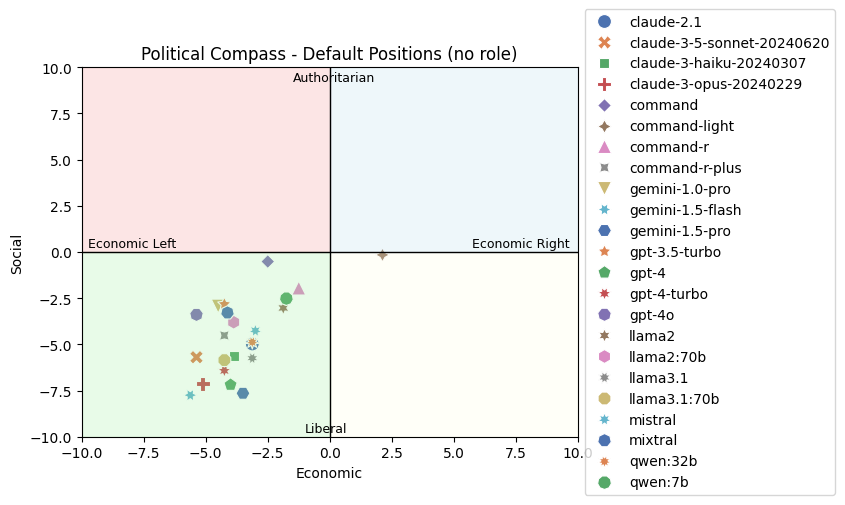 Political Compass - Default Positions (no role)
10.0
7.5
5.0
2.5
0.0
−2.5
−5.0
−7.5
−10.0
Social
Authoritarian
Economic Left
Economic Right
Liberal
−10.0
−7.5
−5.0
−2.5
0.0
2.5
5.0
7.5
10.0
Economic
claude-2.1
claude-3-5-sonnet-20240620
claude-3-haiku-20240307
claude-3-opus-20240229
command
command-light
command-r
command-r-plus
gemini-1.0-pro
gemini-1.5-flash
gemini-1.5-pro
gpt-3.5-turbo
gpt-4
gpt-4-turbo
gpt-4o
llama2
llama2:70b
llama3.1
llama3.1:70b
mistral
mixtral
qwen:32b
qwen:7b